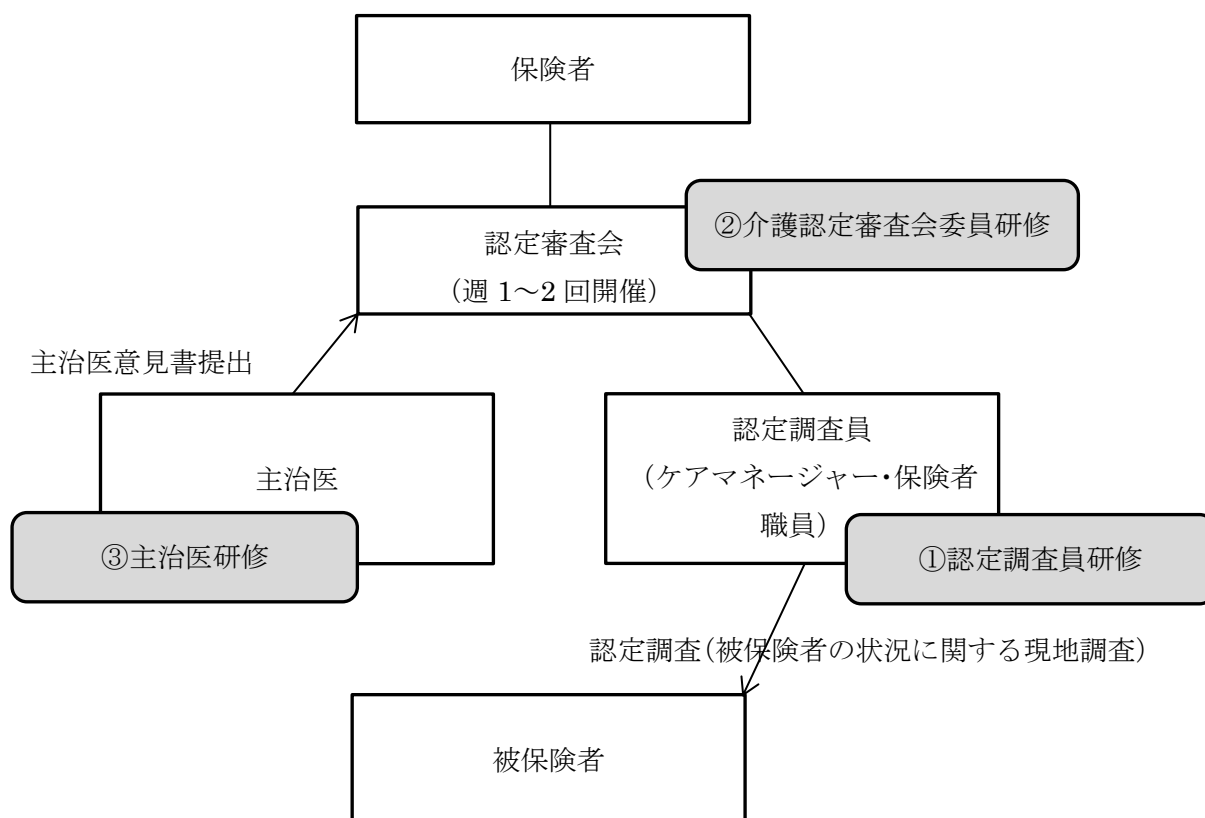 保険者
②介護認定審査会委員研修
認定審査会
（週 1～2 回開催）
主治医意見書提出
認定調査員
（ケアマネージャー・保険者
職員）
主治医
③主治医研修
①認定調査員研修
認定調査（被保険者の状況に関する現地調査）
被保険者